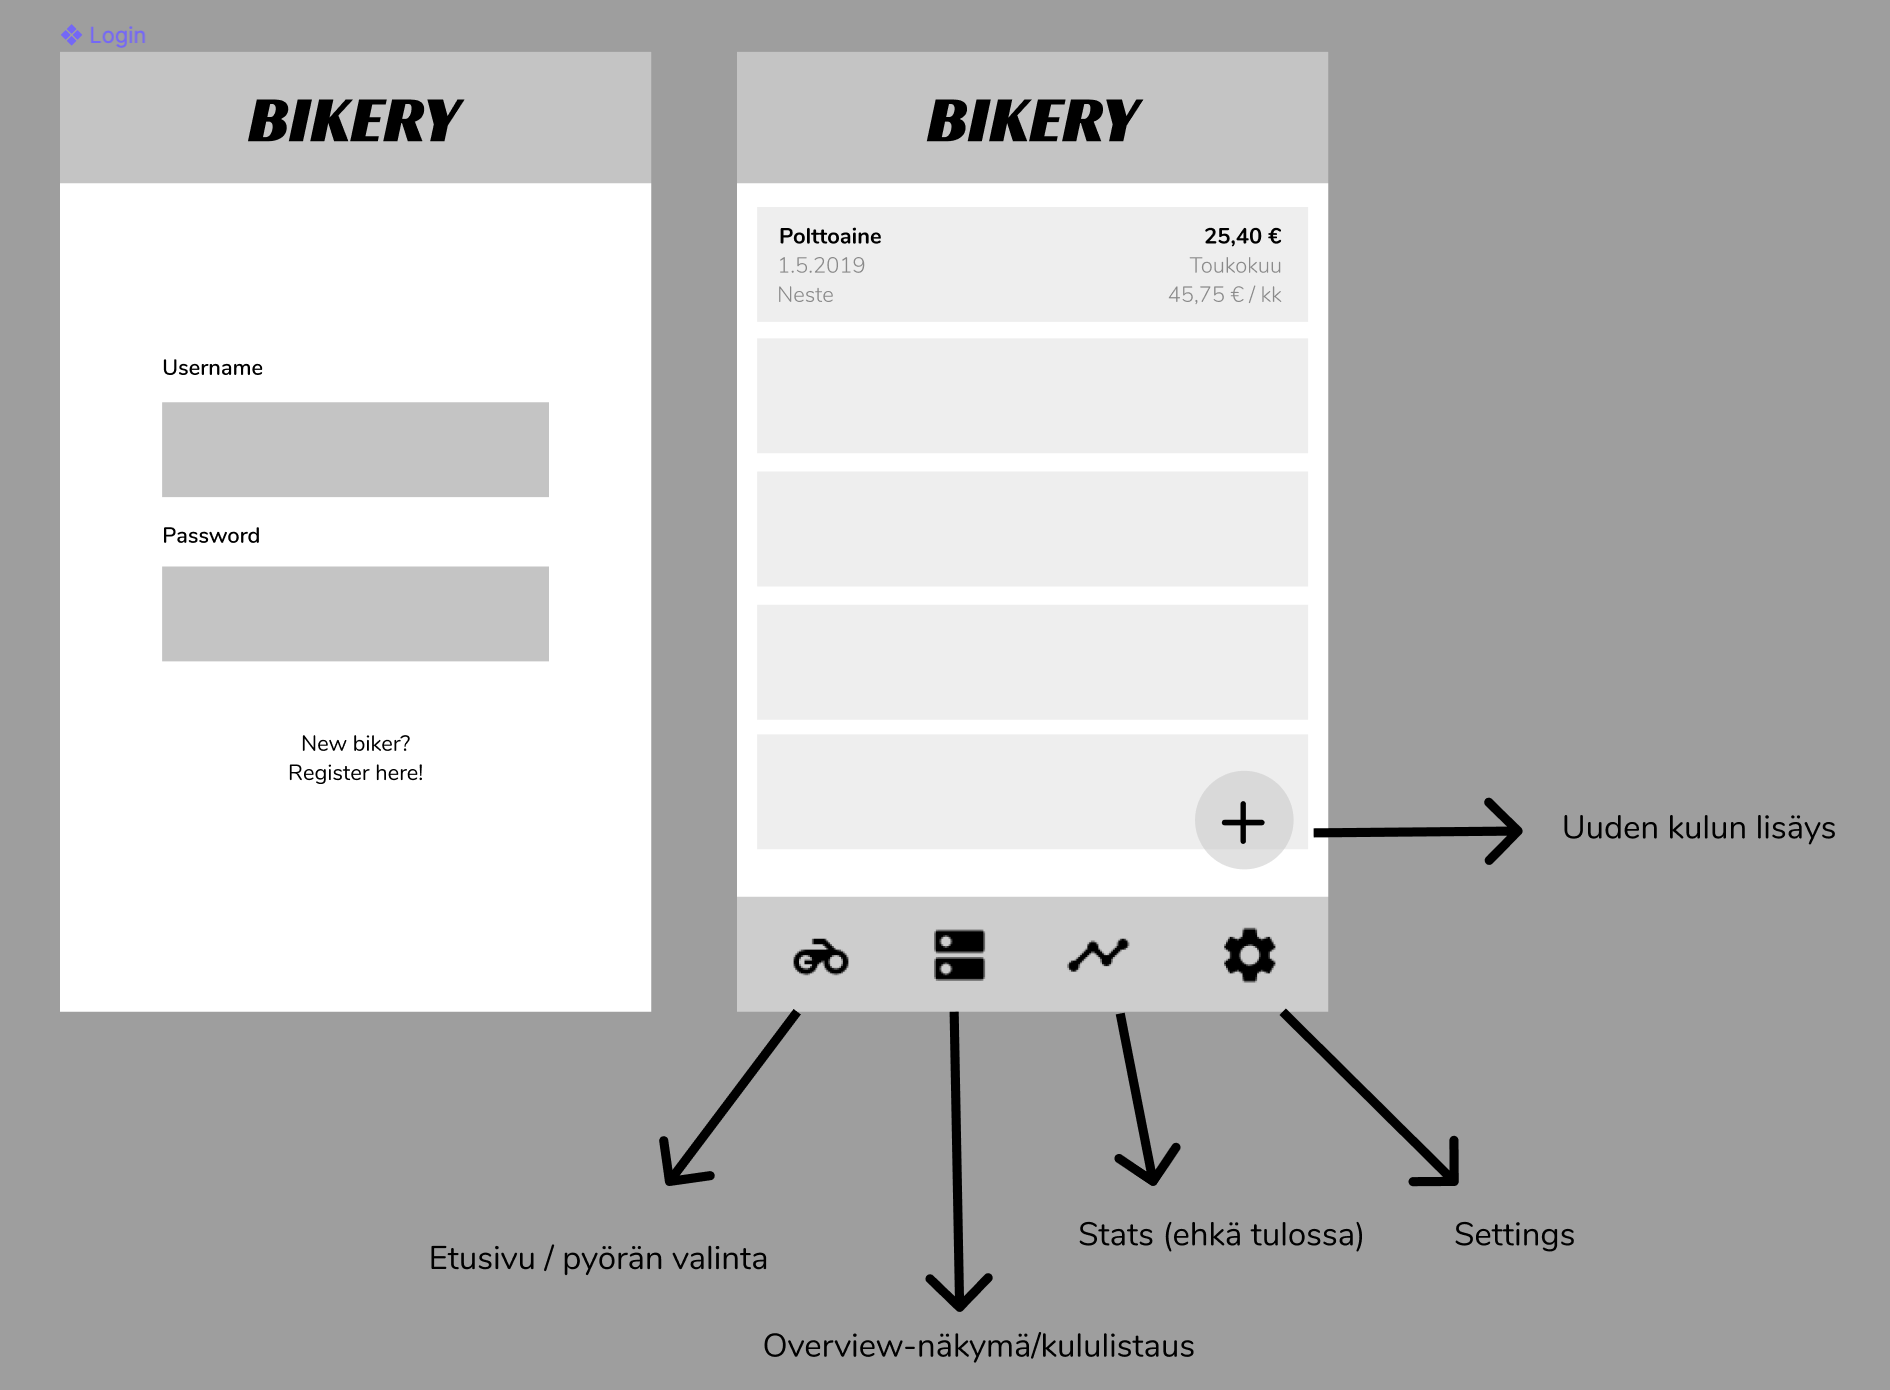 Login
BIKERY
Username
Password
New biker?
Register here!
BIKERY
Polttoaine
25,40 €
1.5.2019
Toukokuu
Neste
45,75 € / kk
Uuden kulun lisäys
Etusivu / pyörän valinta
Overview-näkymä/kululistaus
Stats (ehkä tulossa)
Settings